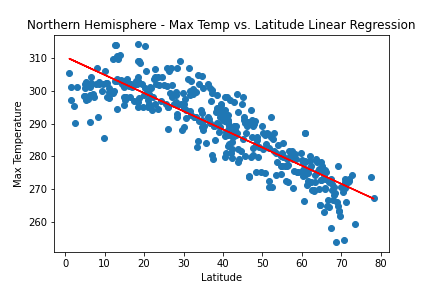 Northern Hemisphere - Max Temp vs. Latitude Linear Regression
Max Temperature
310
300
290
280
270
260
0 10 20 30 40 50 60 70 80
Latitude